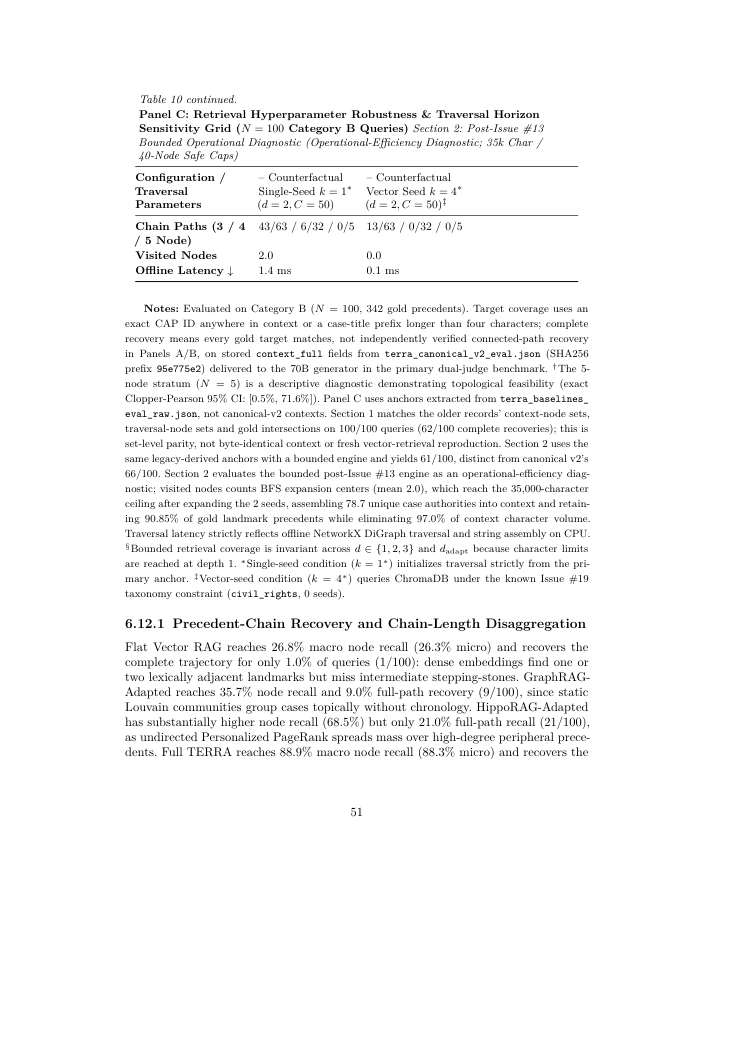 Table 10 continued.
Panel C: Retrieval Hyperparameter Robustness & Traversal Horizon
Sensitivity Grid (N = 100 Category B Queries) Section 2: Post-Issue #13
Bounded Operational Diagnostic (Operational-Efficiency Diagnostic; 35k Char /
40-Node Safe Caps)
Configuration / – Counterfactual – Counterfactual
Traversal Single-Seed k = 1* Vector Seed k = 4*
Parameters (d = 2, C = 50) (d = 2, C = 50)‡
Chain Paths (3 / 4 43/63 / 6/32 / 0/5 13/63 / 0/32 / 0/5
/ 5 Node)
Visited Nodes 2.0 0.0
Offline Latency ↓ 1.4 ms 0.1 ms
Notes: Evaluated on Category B (N = 100, 342 gold precedents). Target coverage uses an
exact CAP ID anywhere in context or a case-title prefix longer than four characters; complete
recovery means every gold target matches, not independently verified connected-path recovery
in Panels A/B, on stored context_full fields from terra_canonical_v2_eval.json (SHA256
prefix 95e775e2) delivered to the 70B generator in the primary dual-judge benchmark. †The 5-
node stratum (N = 5) is a descriptive diagnostic demonstrating topological feasibility (exact
Clopper-Pearson 95% CI: [0.5%, 71.6%]). Panel C uses anchors extracted from terra_baselines_
eval_raw.json, not canonical-v2 contexts. Section 1 matches the older records' context-node sets,
traversal-node sets and gold intersections on 100/100 queries (62/100 complete recoveries); this is
set-level parity, not byte-identical context or fresh vector-retrieval reproduction. Section 2 uses the
same legacy-derived anchors with a bounded engine and yields 61/100, distinct from canonical v2's
66/100. Section 2 evaluates the bounded post-Issue #13 engine as an operational-efficiency diag-
nostic; visited nodes counts BFS expansion centers (mean 2.0), which reach the 35,000-character
ceiling after expanding the 2 seeds, assembling 78.7 unique case authorities into context and retain-
ing 90.85% of gold landmark precedents while eliminating 97.0% of context character volume.
Traversal latency strictly reflects offline NetworkX DiGraph traversal and string assembly on CPU.
§Bounded retrieval coverage is invariant across d ∈ {1, 2, 3} and dadapt because character limits
are reached at depth 1. *Single-seed condition (k = 1*) initializes traversal strictly from the pri-
mary anchor. ‡Vector-seed condition (k = 4*) queries ChromaDB under the known Issue #19
taxonomy constraint (civil_rights, 0 seeds).
6.12.1 Precedent-Chain Recovery and Chain-Length Disaggregation
Flat Vector RAG reaches 26.8% macro node recall (26.3% micro) and recovers the
complete trajectory for only 1.0% of queries (1/100): dense embeddings find one or
two lexically adjacent landmarks but miss intermediate stepping-stones. GraphRAG-
Adapted reaches 35.7% node recall and 9.0% full-path recovery (9/100), since static
Louvain communities group cases topically without chronology. HippoRAG-Adapted
has substantially higher node recall (68.5%) but only 21.0% full-path recall (21/100),
as undirected Personalized PageRank spreads mass over high-degree peripheral prece-
dents. Full TERRA reaches 88.9% macro node recall (88.3% micro) and recovers the
51